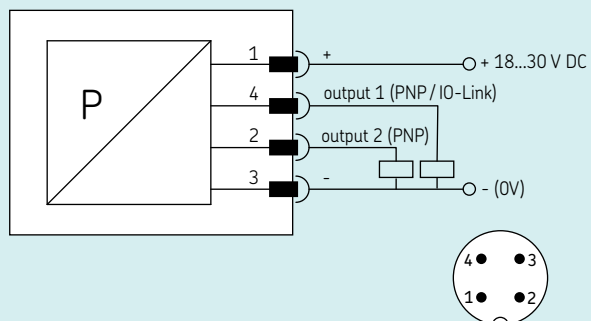 P
1 + + 18...30 V DC
4 output 1 (PNP / IO-Link)
2 output 2 (PNP)
3 - - (0V)
4 3
1 2